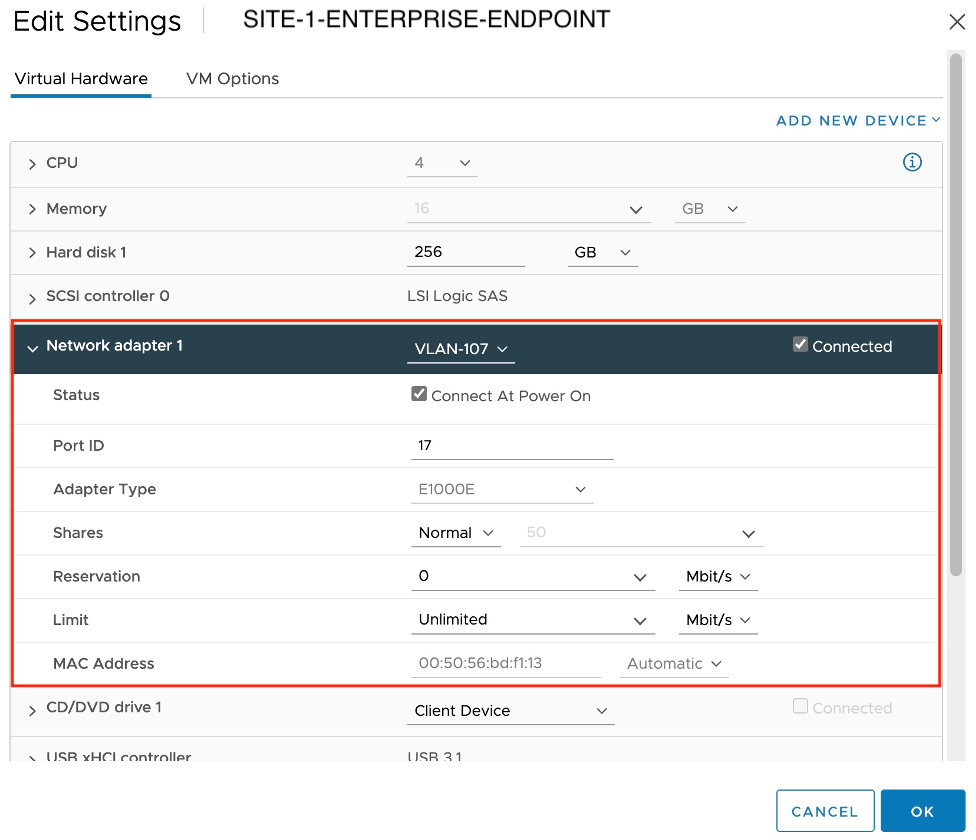 Edit Settings SITE-1-ENTERPRISE-ENDPOINT
Virtual Hardware VM Options
ADD NEW DEVICE
CPU 4
Memory 16 GB
Hard disk 1 256 GB
SCSI controller 0 LSI Logic SAS
Network adapter 1 VLAN-107 Connected
Status Connect At Power On
Port ID 17
Adapter Type E1000E
Shares Normal 50
Reservation 0 Mbit/s
Limit Unlimited Mbit/s
MAC Address 00:50:56:bd:f1:13 Automatic
CD/DVD drive 1 Client Device Connected
USB xHCI controller USB 3.1
CANCEL OK